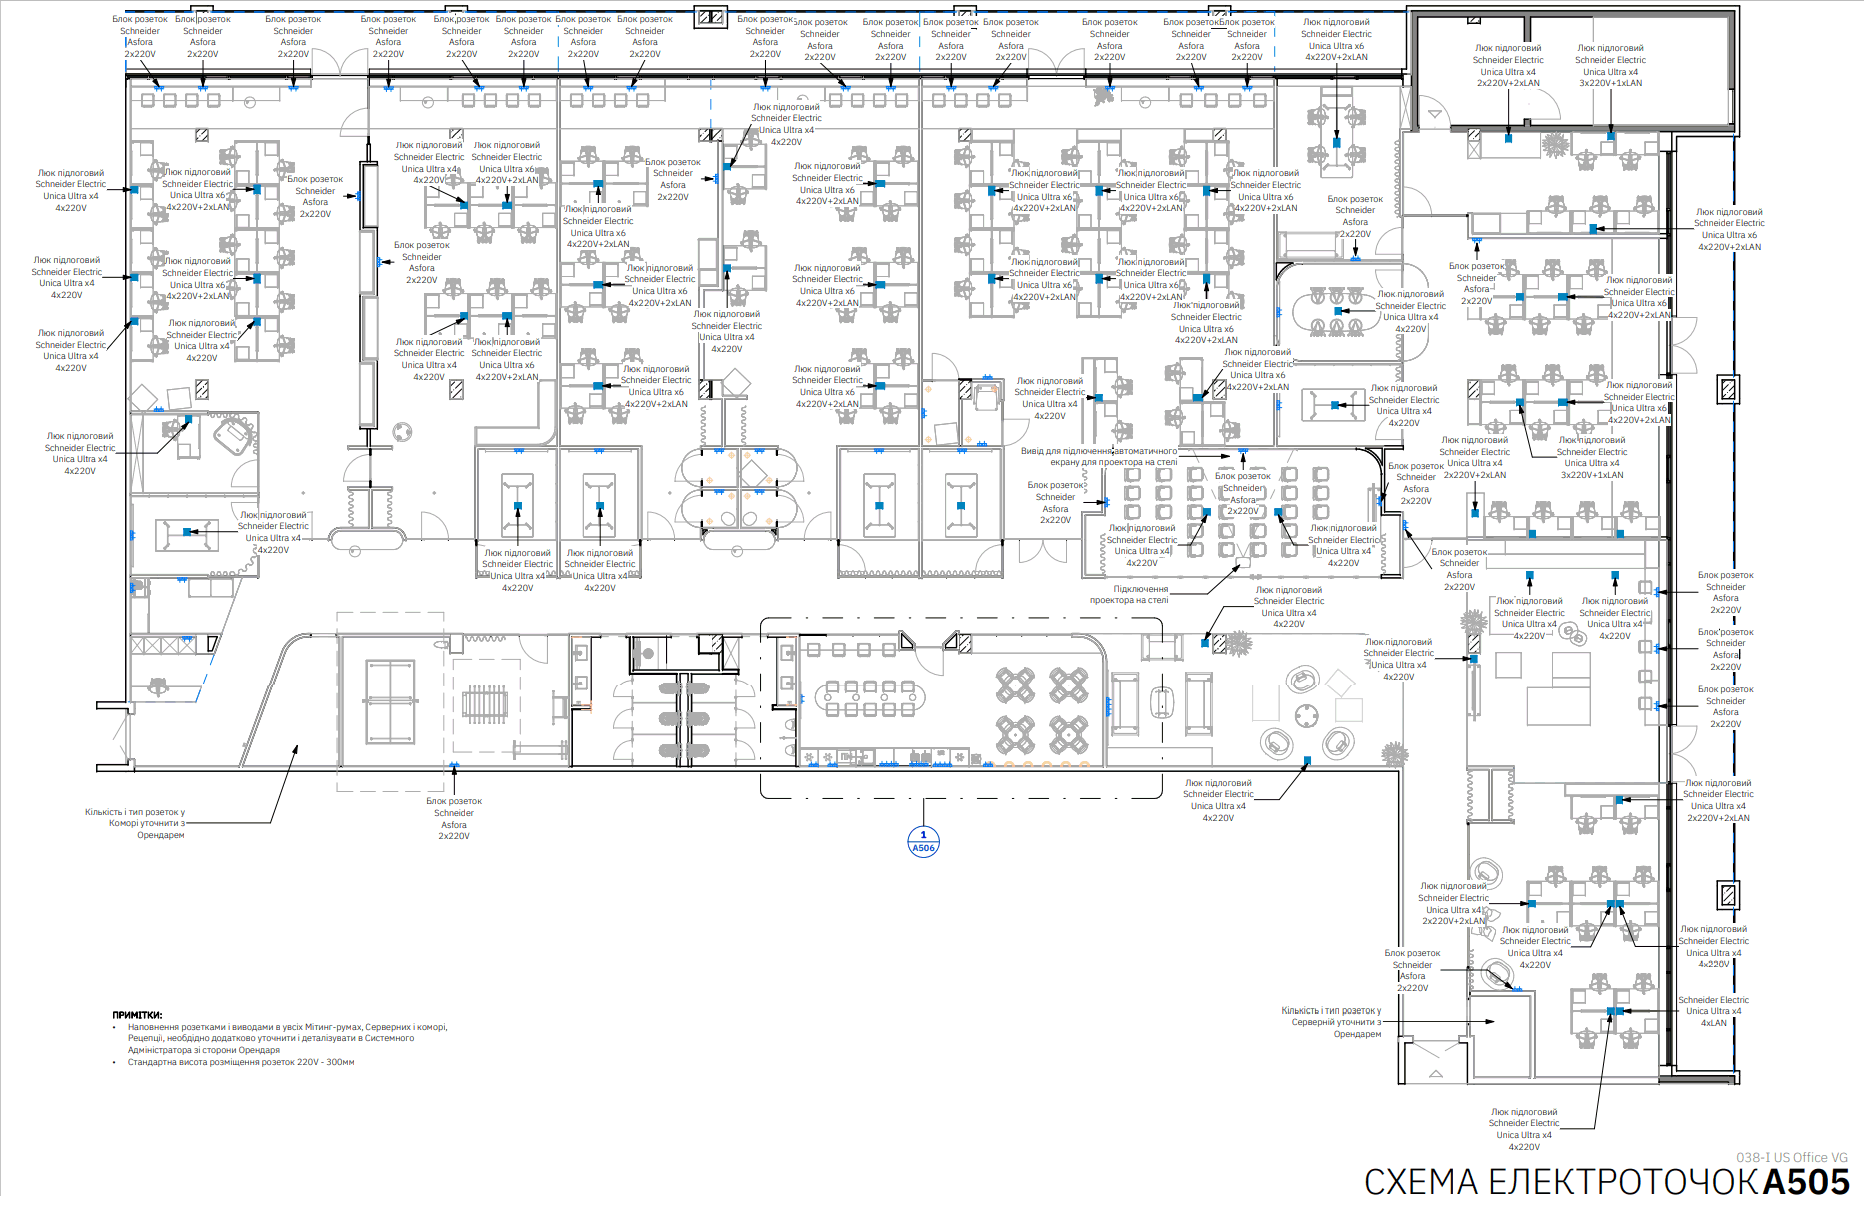 Блок розеток
Schneider
Asfora
2x220V
Блок розеток
Schneider
Asfora
2x220V
Блок розеток
Schneider
Asfora
2x220V
Блок розеток
Schneider
Asfora
2x220V
Блок розеток
Schneider
Asfora
2x220V
Блок розеток
Schneider
Asfora
2x220V
Блок розеток
Schneider
Asfora
2x220V
Блок розеток
Schneider
Asfora
2x220V
Блок розеток
Schneider
Asfora
2x220V
Блок розеток
Schneider
Asfora
2x220V
Блок розеток
Schneider
Asfora
2x220V
Блок розеток
Schneider
Asfora
2x220V
Блок розеток
Schneider
Asfora
2x220V
Блок розеток
Schneider
Asfora
2x220V
Блок розеток
Schneider
Asfora
2x220V
Блок розеток
Schneider
Asfora
2x220V
Люк підлоговий
Schneider Electric
Unica Ultra x6
4x220V+2xLAN
Люк підлоговий
Schneider Electric
Unica Ultra x4
2x220V+2xLAN
Люк підлоговий
Schneider Electric
Unica Ultra x4
3x220V+1xLAN
Люк підлоговий
Schneider Electric
Unica Ultra x4
4x220V
Люк підлоговий
Schneider Electric
Unica Ultra x4
4x220V
Люк підлоговий
Schneider Electric
Unica Ultra x6
4x220V+2xLAN
Блок розеток
Schneider
Asfora
2x220V
Люк підлоговий
Schneider Electric
Unica Ultra x4
4x220V
Люк підлоговий
Schneider Electric
Unica Ultra x6
4x220V+2xLAN
Люк підлоговий
Schneider Electric
Unica Ultra x6
4x220V+2xLAN
Блок розеток
Schneider
Asfora
2x220V
Люк підлоговий
Schneider Electric
Unica Ultra x6
4x220V+2xLAN
Люк підлоговий
Schneider Electric
Unica Ultra x6
4x220V+2xLAN
Люк підлоговий
Schneider Electric
Unica Ultra x6
4x220V+2xLAN
Люк підлоговий
Schneider Electric
Unica Ultra x6
4x220V+2xLAN
Блок розеток
Schneider
Asfora
2x220V
Люк підлоговий
Schneider Electric
Unica Ultra x6
4x220V+2xLAN
Люк підлоговий
Schneider Electric
Unica Ultra x4
4x220V
Люк підлоговий
Schneider Electric
Unica Ultra x6
4x220V+2xLAN
Блок розеток
Schneider
Asfora
2x220V
Люк підлоговий
Schneider Electric
Unica Ultra x6
4x220V+2xLAN
Люк підлоговий
Schneider Electric
Unica Ultra x6
4x220V+2xLAN
Люк підлоговий
Schneider Electric
Unica Ultra x6
4x220V+2xLAN
Люк підлоговий
Schneider Electric
Unica Ultra x6
4x220V+2xLAN
Блок розеток
Schneider
Asfora
2x220V
Люк підлоговий
Schneider Electric
Unica Ultra x6
4x220V+2xLAN
Люк підлоговий
Schneider Electric
Unica Ultra x4
4x220V
Люк підлоговий
Schneider Electric
Unica Ultra x4
4x220V
Люк підлоговий
Schneider Electric
Unica Ultra x4
4x220V
Люк підлоговий
Schneider Electric
Unica Ultra x4
4x220V
Люк підлоговий
Schneider Electric
Unica Ultra x6
4x220V+2xLAN
Люк підлоговий
Schneider Electric
Unica Ultra x4
4x220V
Люк підлоговий
Schneider Electric
Unica Ultra x6
4x220V+2xLAN
Люк підлоговий
Schneider Electric
Unica Ultra x6
4x220V+2xLAN
Люк підлоговий
Schneider Electric
Unica Ultra x6
4x220V+2xLAN
Люк підлоговий
Schneider Electric
Unica Ultra x4
4x220V
Люк підлоговий
Schneider Electric
Unica Ultra x6
4x220V+2xLAN
Люк підлоговий
Schneider Electric
Unica Ultra x4
4x220V
Люк підлоговий
Schneider Electric
Unica Ultra x6
4x220V+2xLAN
Люк підлоговий
Schneider Electric
Unica Ultra x4
4x220V
Вивід для підлючення автоматичного
екрану для проектора на стелі
Блок розеток
Schneider
Asfora
2x220V
Блок розеток
Schneider
Asfora
2x220V
Блок розеток
Schneider
Asfora
2x220V
Люк підлоговий
Schneider Electric
Unica Ultra x4
2x220V+2xLAN
Люк підлоговий
Schneider Electric
Unica Ultra x4
3x220V+1xLAN
Люк підлоговий
Schneider Electric
Unica Ultra x4
4x220V
Люк підлоговий
Schneider Electric
Unica Ultra x4
4x220V
Люк підлоговий
Schneider Electric
Unica Ultra x4
4x220V
Люк підлоговий
Schneider Electric
Unica Ultra x4
4x220V
Люк підлоговий
Schneider Electric
Unica Ultra x4
4x220V
Блок розеток
Schneider
Asfora
2x220V
Підключення
проектора на стелі
Люк підлоговий
Schneider Electric
Unica Ultra x4
4x220V
Люк підлоговий
Schneider Electric
Unica Ultra x4
4x220V
Люк підлоговий
Schneider Electric
Unica Ultra x4
4x220V
Блок розеток
Schneider
Asfora
2x220V
Люк підлоговий
Schneider Electric
Unica Ultra x4
4x220V
Блок розеток
Schneider
Asfora
2x220V
Блок розеток
Schneider
Asfora
2x220V
Кількість і тип розеток у
Коморі уточнити з
Орендарем
Блок розеток
Schneider
Asfora
2x220V
1
A506
Люк підлоговий
Schneider Electric
Unica Ultra x4
4x220V
Люк підлоговий
Schneider Electric
Unica Ultra x4
2x220V+2xLAN
Люк підлоговий
Schneider Electric
Unica Ultra x4
2x220V+2xLAN
Люк підлоговий
Schneider Electric
Unica Ultra x4
4x220V
Люк підлоговий
Schneider Electric
Unica Ultra x4
4x220V
Блок розеток
Schneider
Asfora
2x220V
Schneider Electric
Unica Ultra x4
4xLAN
Кількість і тип розеток у
Серверній уточнити з
Орендарем
Люк підлоговий
Schneider Electric
Unica Ultra x4
4x220V
ПРИМІТКИ:
• Наповнення розетками і виводами в увсіх Мітинг-румах, Серверних і коморі,
Рецепції, необдідно додатково уточнити і деталізувати в Системного
Адміністратора зі сторони Орендаря
• Стандартна висота розміщення розеток 220V - 300мм
038-I US Office VG
СХЕМА ЕЛЕКТРОТОЧОК A505